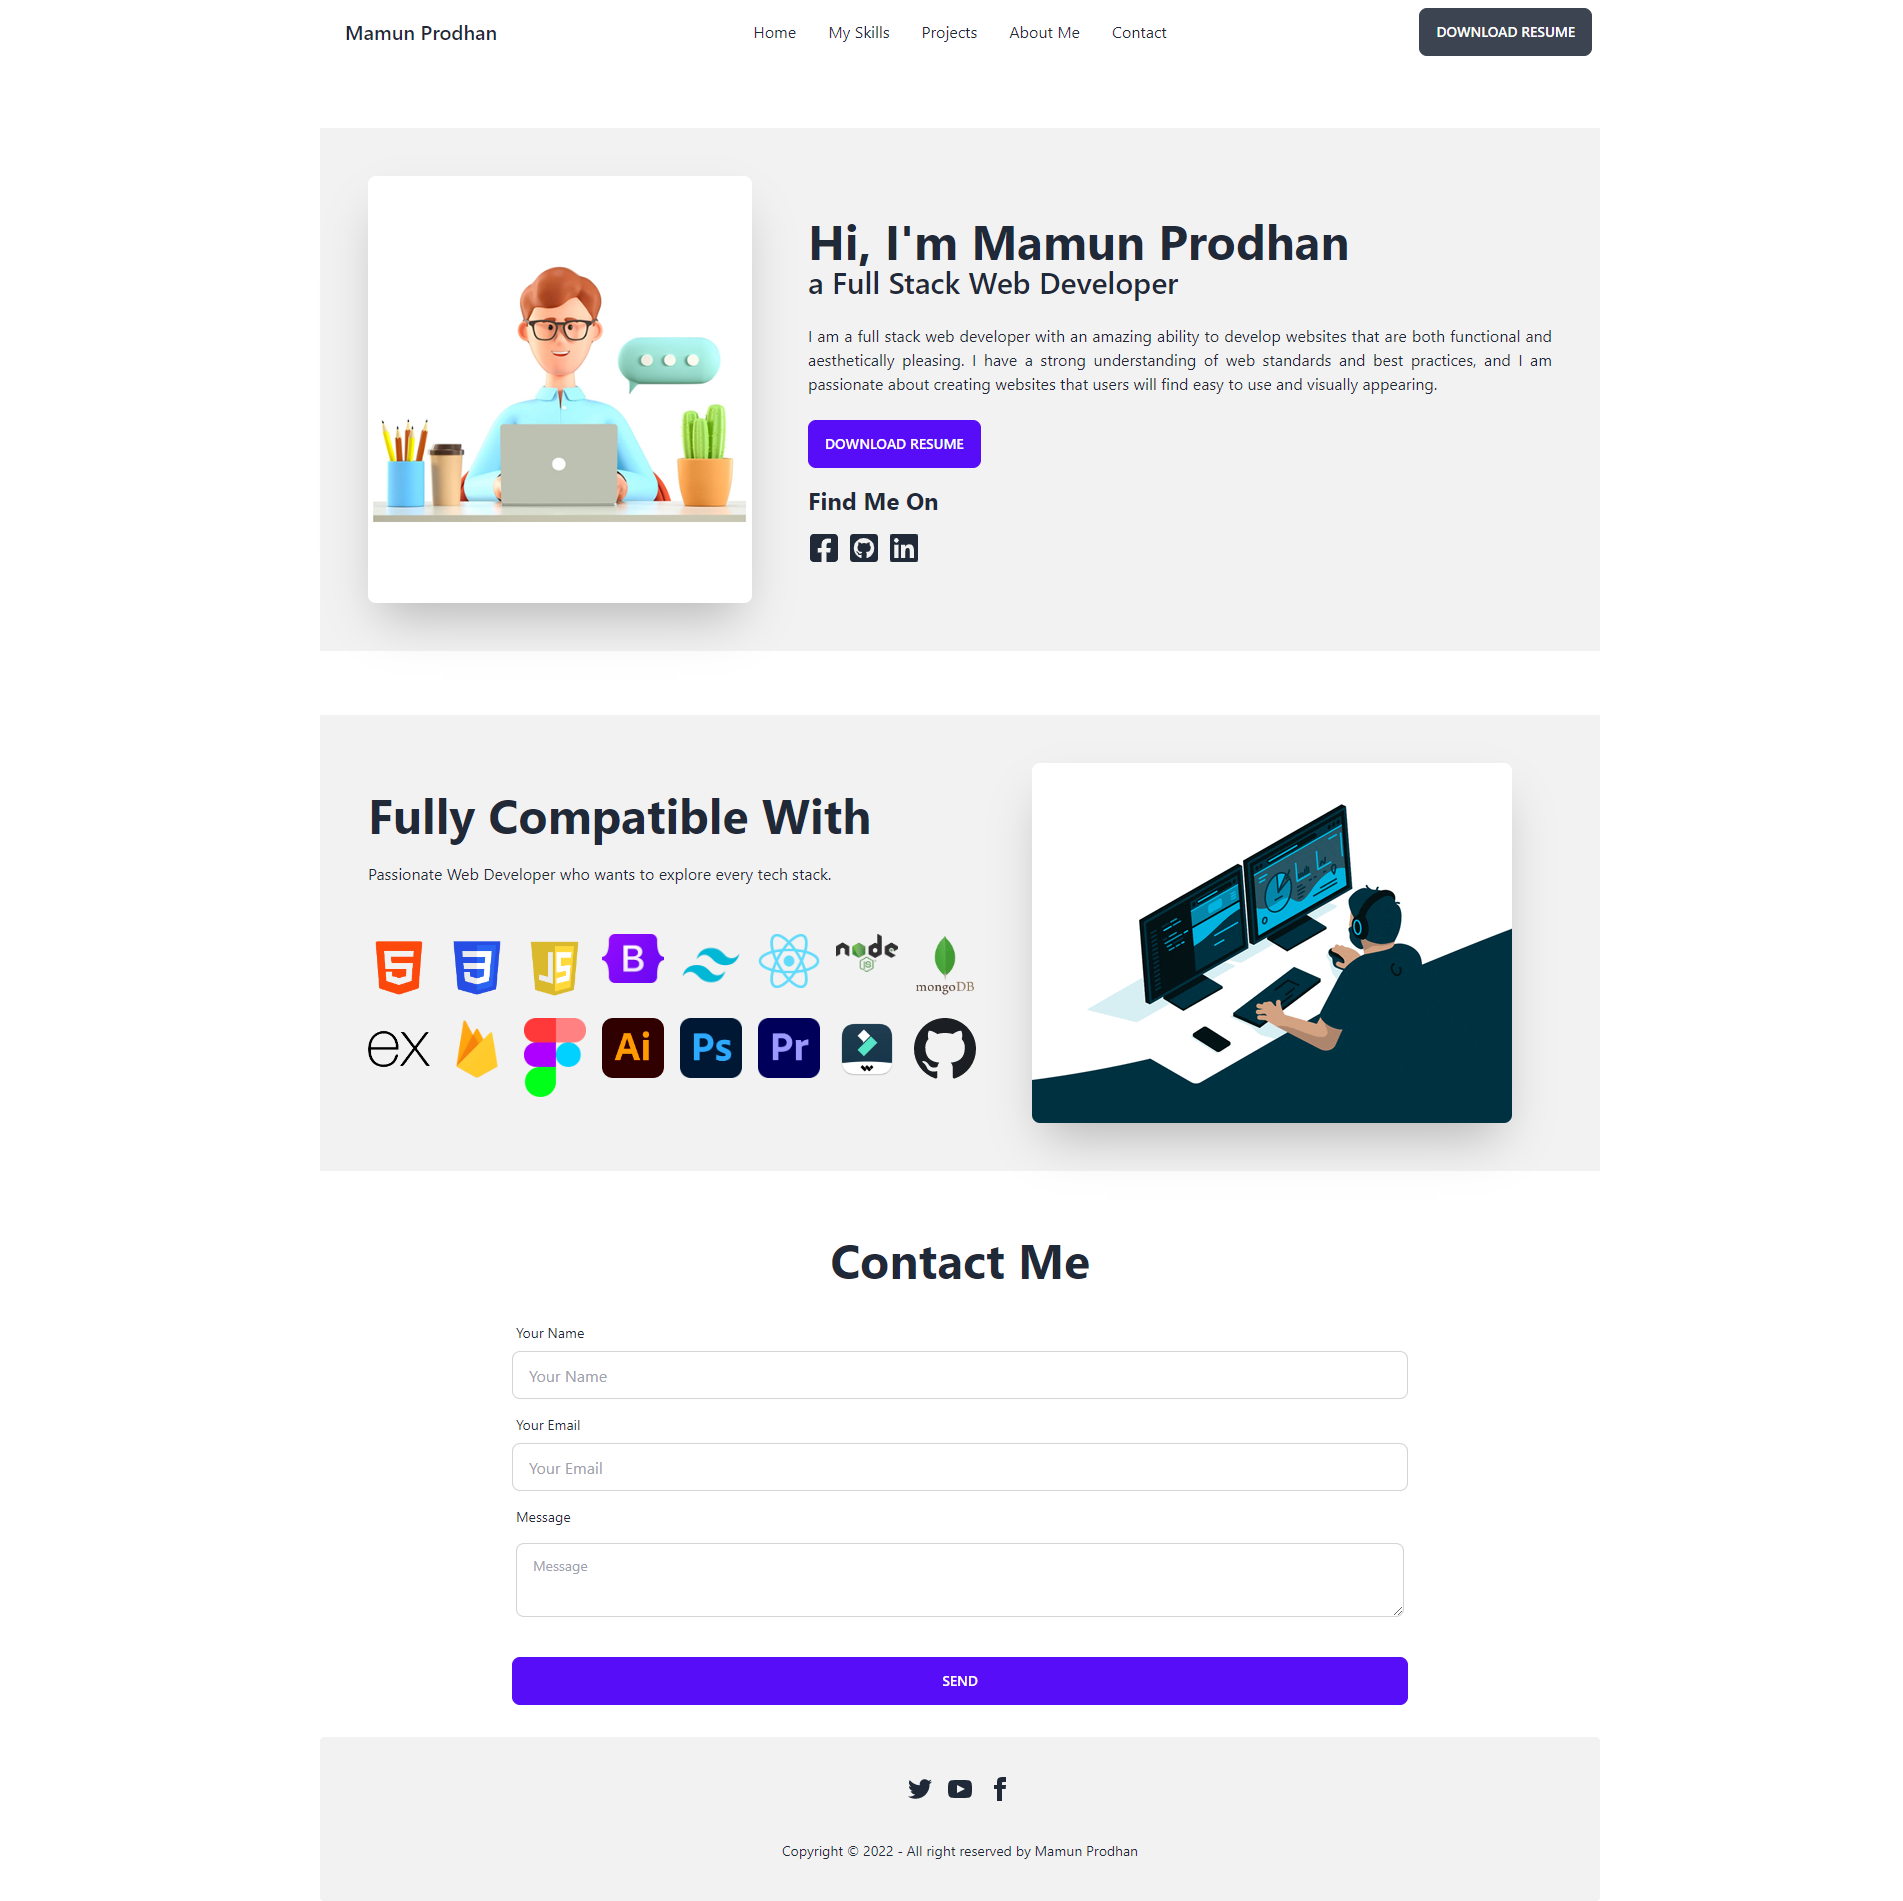 Mamun Prodhan
Home
My Skills
Projects
About Me
Contact
DOWNLOAD RESUME
Hi, I'm Mamun Prodhan
a Full Stack Web Developer
I am a full stack web developer with an amazing ability to develop websites that are both functional and
aesthetically pleasing. I have a strong understanding of web standards and best practices, and I am
passionate about creating websites that users will find easy to use and visually appearing.
DOWNLOAD RESUME
Find Me On
Fully Compatible With
Passionate Web Developer who wants to explore every tech stack.
JS
B
node
JS
mongoDB
ex
Ai
Ps
Pr
Contact Me
Your Name
Your Name
Your Email
Your Email
Message
Message
SEND
Copyright © 2022 - All right reserved by Mamun Prodhan